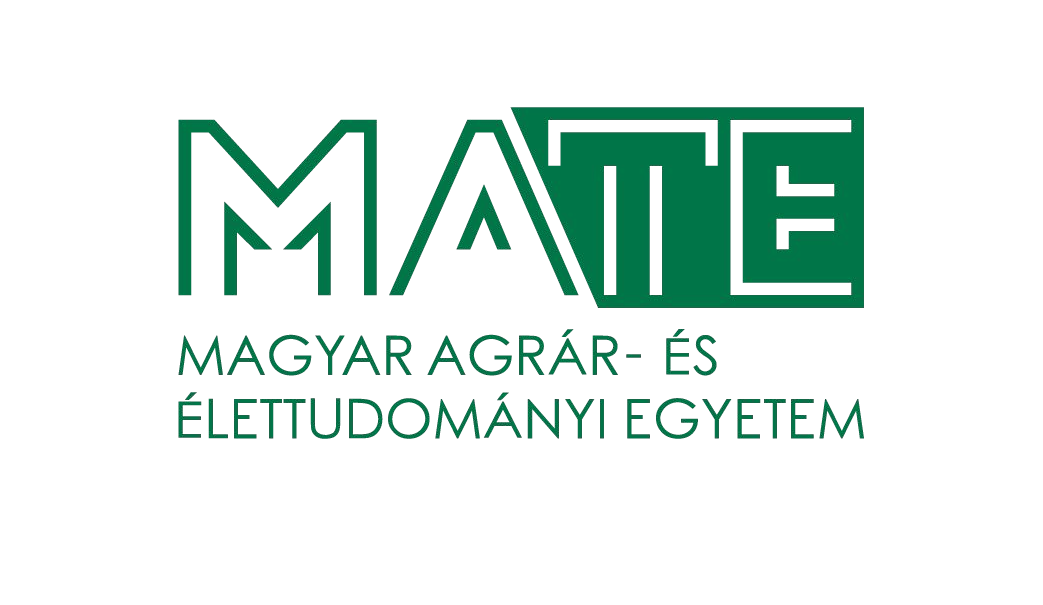 MATE
MAGYAR AGRÁR- ÉS
ÉLETTUDOMÁNYI EGYETEM